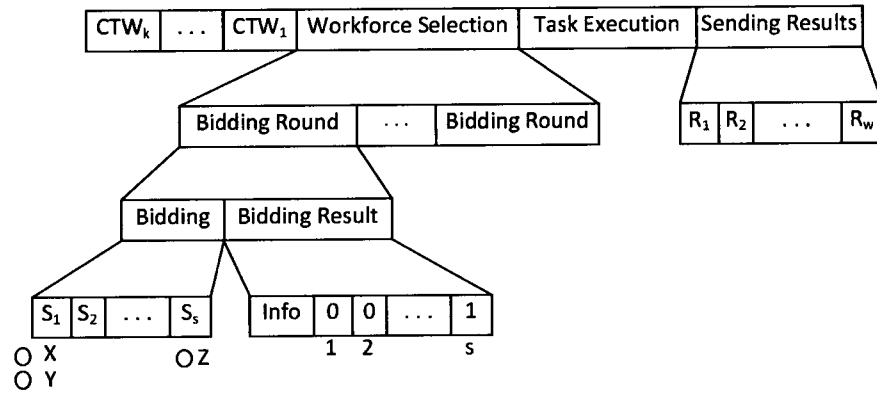 CTWk ... CTW1 Workforce Selection Task Execution Sending Results
Bidding Round ... Bidding Round R1 R2 ... Rw
Bidding Bidding Result
S1 S2 ... Ss Info 0 0 ... 1
X Z 1 2 s
Y